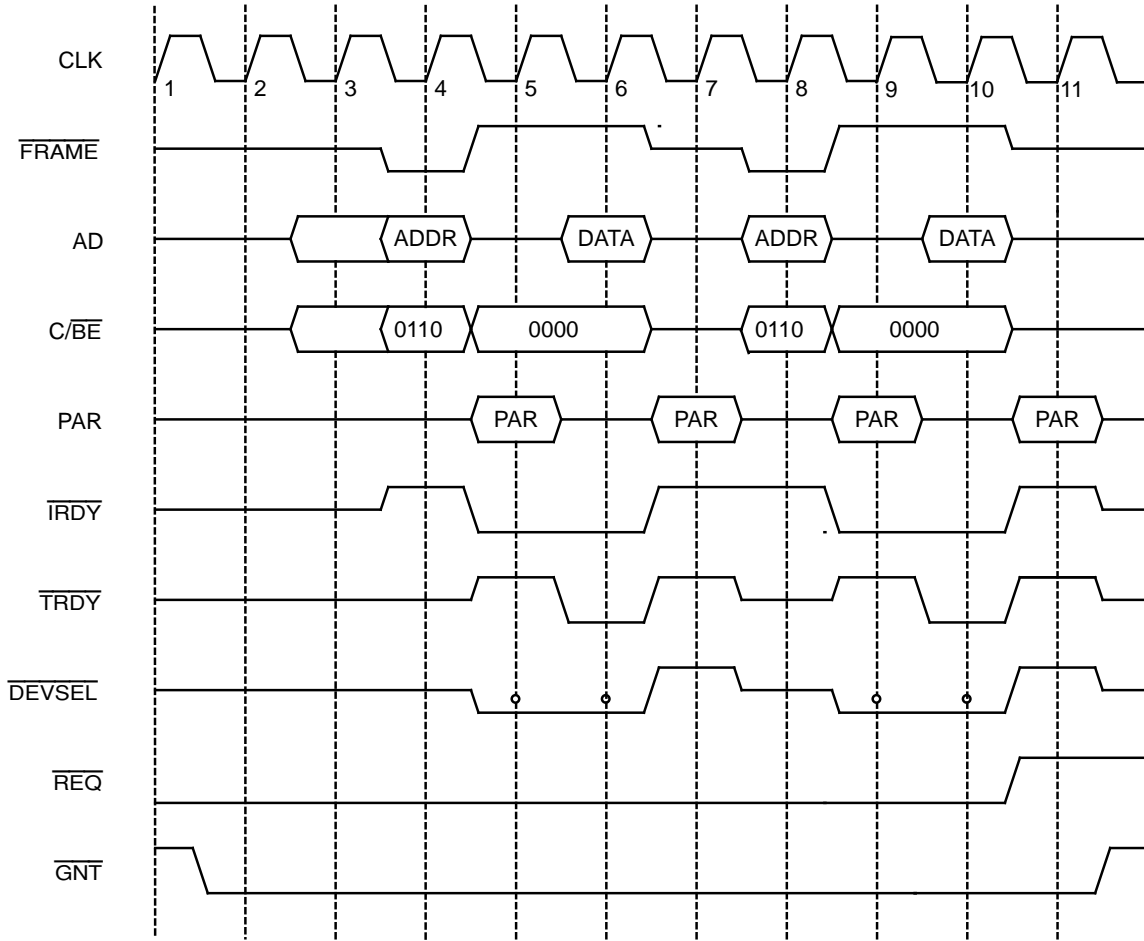 CLK
1 2 3 4 5 6 7 8 9 10 11
FRAME
AD ADDR DATA ADDR DATA
C/BE 0110 0000 0110 0000
PAR PAR PAR PAR PAR
IRDY
TRDY
DEVSEL
REQ
GNT